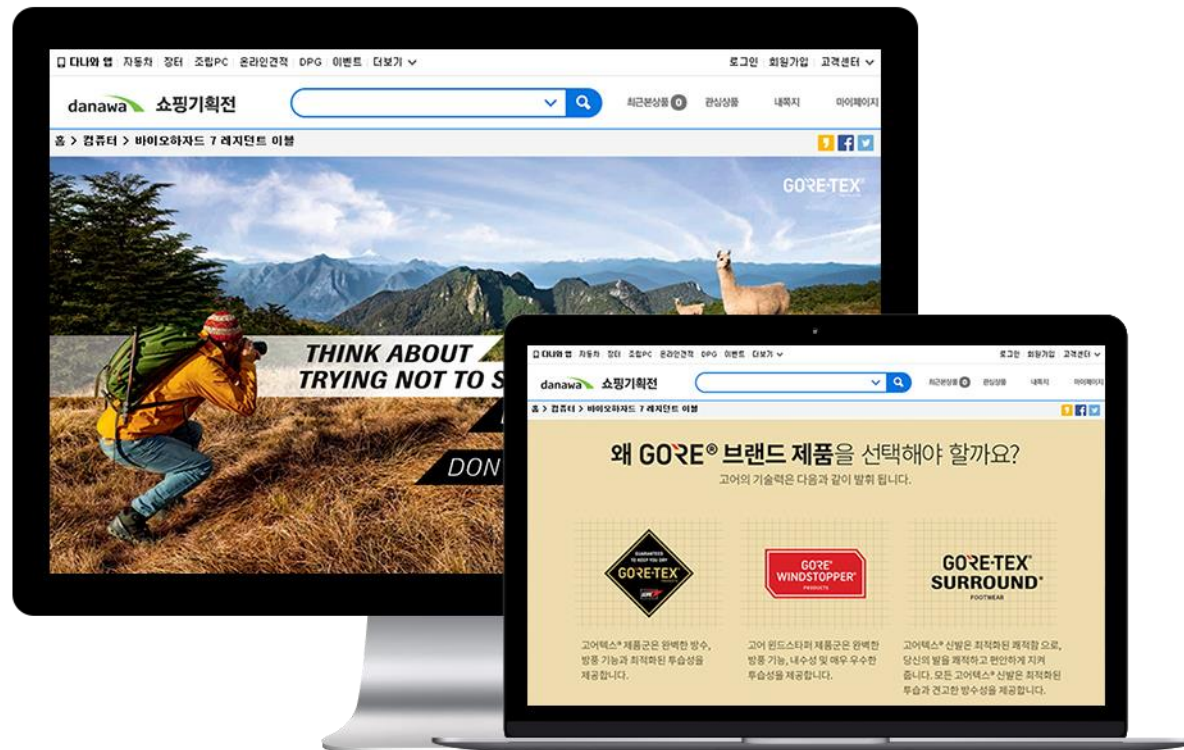 다나와 앱 자동차 장터 조립PC 온라인견적 DPG 이벤트 더보기
로그인 회원가입 고객센터
danawa 쇼핑기획전
최근본상품 0 관심상품 내쪽지 마이페이지
홈 > 컴퓨터 > 바이오하자드 7 레지던트 이블
GORE-TEX®
THINK ABOUT
TRYING NOT TO S
DON
다나와 앱 자동차 장터 조립PC 온라인견적 DPG 이벤트 더보기
로그인 회원가입 고객센터
danawa 쇼핑기획전
최근본상품 0 관심상품 내쪽지 마이페이지
홈 > 컴퓨터 > 바이오하자드 7 레지던트 이블
왜 GORE® 브랜드 제품을 선택해야 할까요?
고어의 기술력은 다음과 같이 발휘 됩니다.
GUARANTEED
TO KEEP YOU DRY
GORE-TEX®
PRODUCTS
GORE
고어텍스® 제품군은 완벽한 방수,
방풍 기능과 최적화된 투습성을
제공합니다.
GORE®
WINDSTOPPER®
PRODUCTS
고어 윈드스타퍼 제품군은 완벽한
방풍 기능, 내수성 및 매우 우수한
투습성을 제공합니다.
GORE-TEX®
SURROUND®
FOOTWEAR
고어텍스® 신발은 최적화된 쾌적함 으로,
당신의 발을 쾌적하고 편안하게 지켜
줍니다. 모든 고어텍스® 신발은 최적화된
투습과 견고한 방수성을 제공합니다.